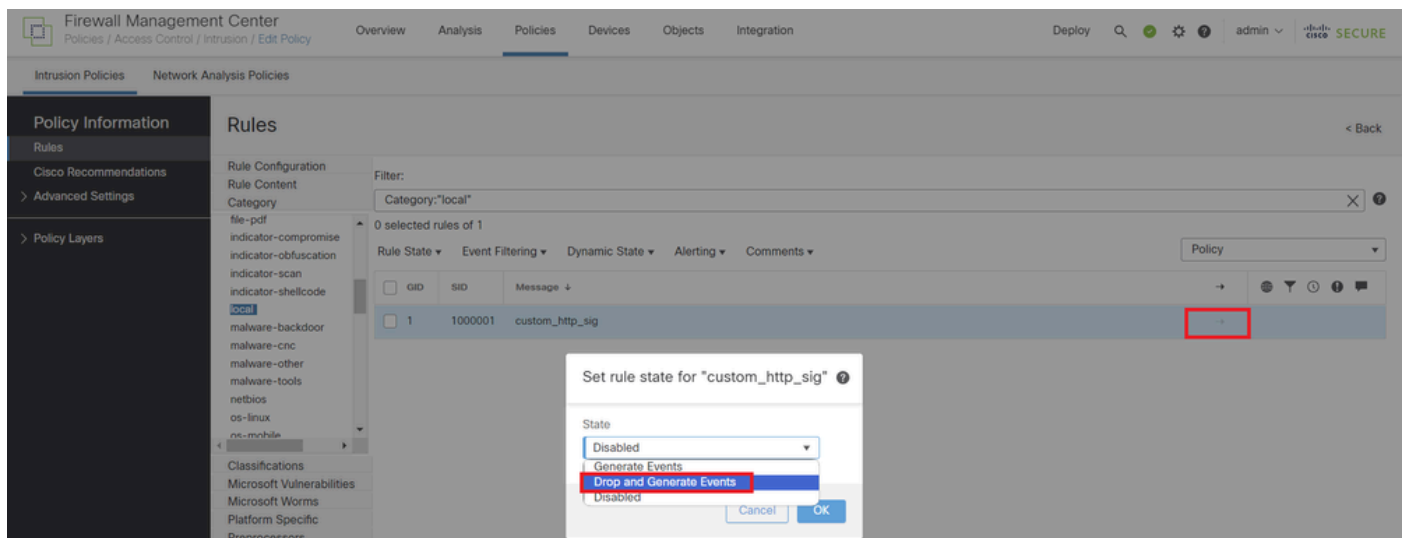 Firewall Management Center
Policies / Access Control / Intrusion / Edit Policy
Overview Analysis Policies Devices Objects Integration
Deploy admin cisco SECURE
Intrusion Policies Network Analysis Policies
Policy Information
Rules
Cisco Recommendations
> Advanced Settings
> Policy Layers
Rules
< Back
Rule Configuration
Rule Content
Category
file-pdf
indicator-compromise
indicator-obfuscation
indicator-scan
indicator-shellcode
local
malware-backdoor
malware-cnc
malware-other
malware-tools
netbios
os-linux
os-mobile
Classifications
Microsoft Vulnerabilities
Microsoft Worms
Platform Specific
Preprocessors
Filter:
Category:"local"
0 selected rules of 1
Rule State Event Filtering Dynamic State Alerting Comments
Policy
GID SID Message
1 1000001 custom_http_sig
Set rule state for "custom_http_sig"
State
Disabled
Generate Events
Drop and Generate Events
Disabled
Cancel OK